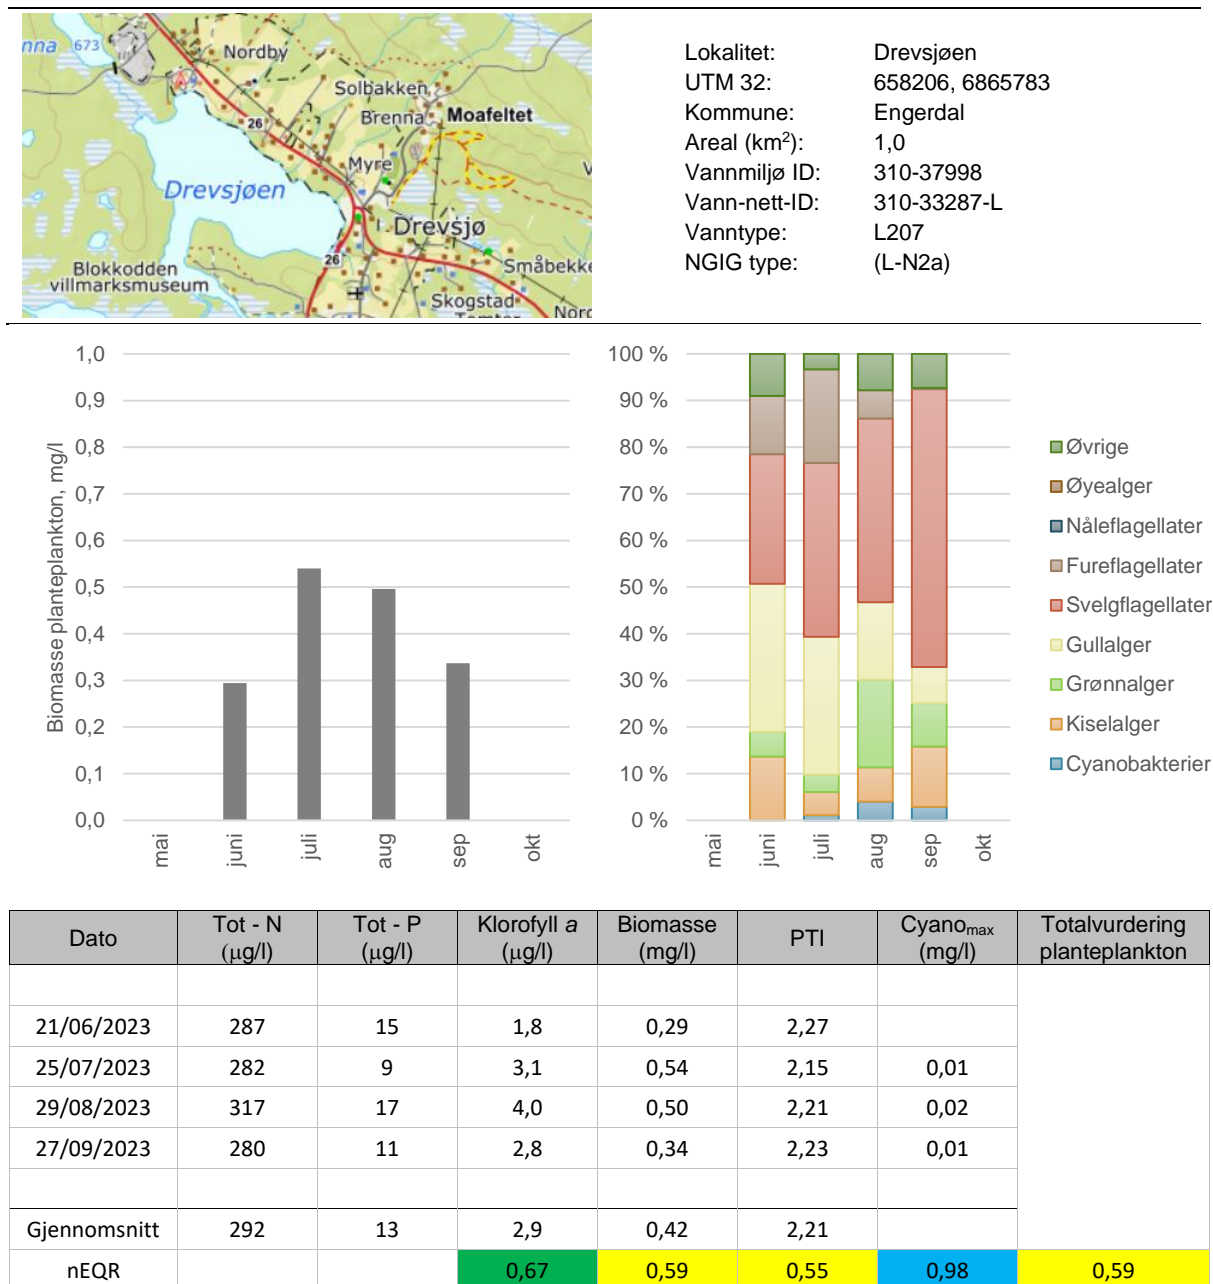 nna 673
Nordby
Solbakken
Brenna
Moafeltet
26
Myre
Drevsjøen
Drevsjø
26
Småbekke
Blokkodden
villmarksmuseum
Skogstad
Lokalitet: Drevsjøen
UTM 32: 658206, 6865783
Kommune: Engerdal
Areal (km²): 1,0
Vannmiljø ID: 310-37998
Vann-nett-ID: 310-33287-L
Vanntype: L207
NGIG type: (L-N2a)
Biomasse planteplankton, mg/l
1,0
0,9
0,8
0,7
0,6
0,5
0,4
0,3
0,2
0,1
0,0
mai juni juli aug sep okt
100 %
90 %
80 %
70 %
60 %
50 %
40 %
30 %
20 %
10 %
0 %
mai juni juli aug sep okt
Øvrige
Øyealger
Nåleflagellater
Fureflagellater
Svelgflagellater
Gullalger
Grønnalger
Kiselalger
Cyanobakterier
Dato Tot - N (µg/l) Tot - P (µg/l) Klorofyll a (µg/l) Biomasse (mg/l) PTI Cyanomax (mg/l) Totalvurdering planteplankton
21/06/2023 287 15 1,8 0,29 2,27
25/07/2023 282 9 3,1 0,54 2,15 0,01
29/08/2023 317 17 4,0 0,50 2,21 0,02
27/09/2023 280 11 2,8 0,34 2,23 0,01
Gjennomsnitt 292 13 2,9 0,42 2,21
nEQR 0,67 0,59 0,55 0,98 0,59